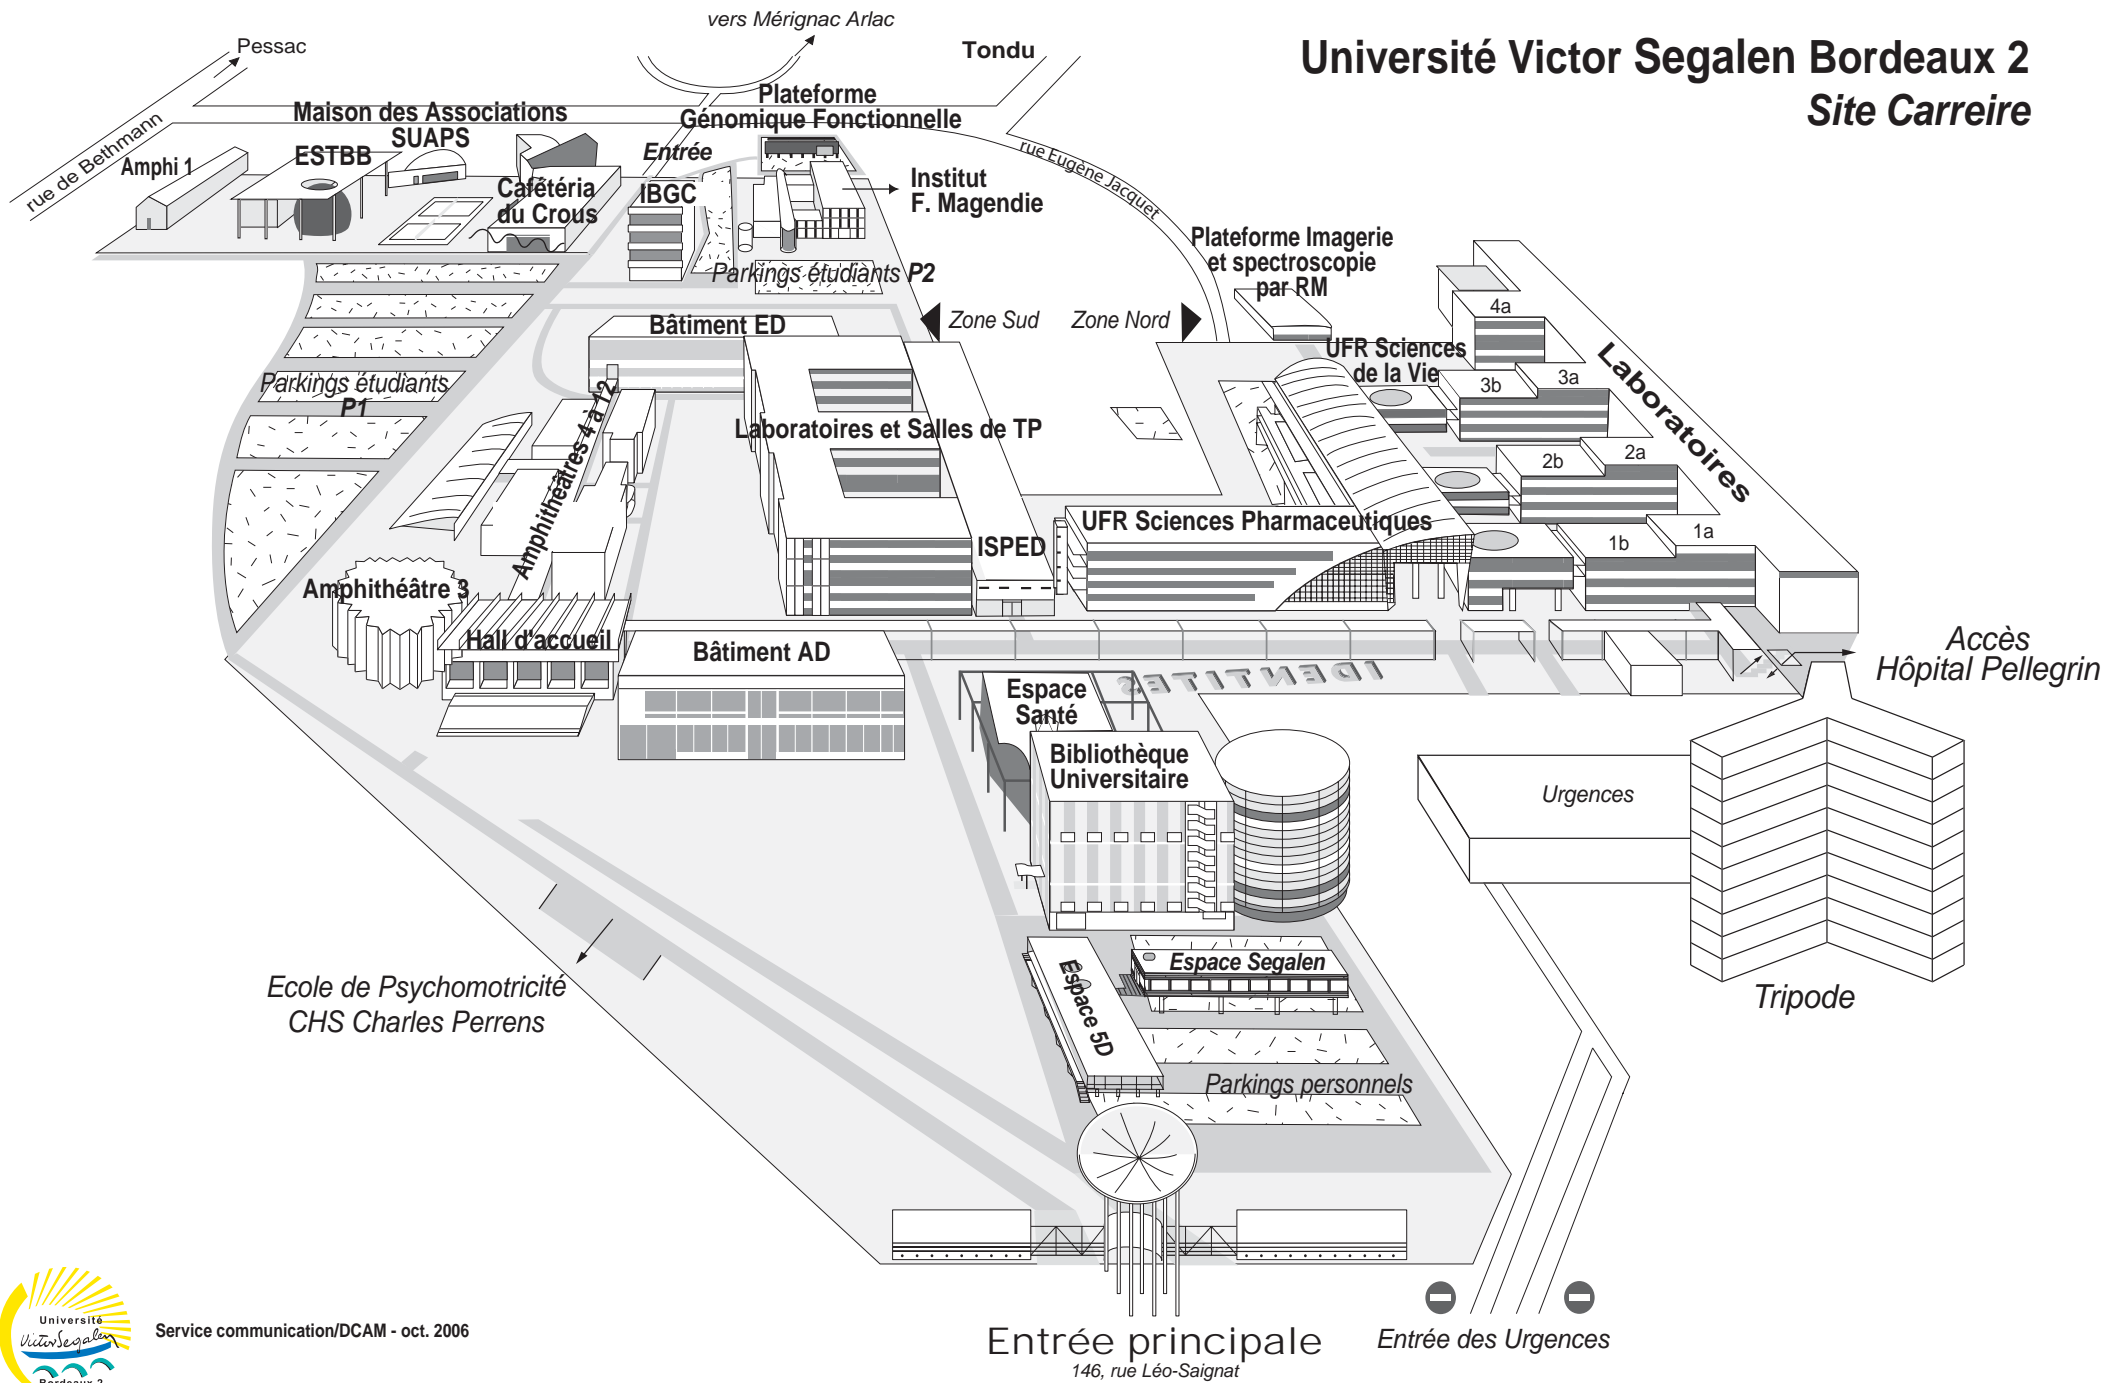 vers Mérignac Arlac
Pessac
Tondu
Université Victor Segalen Bordeaux 2
Site Carreire
rue de Bethmann
Maison des Associations
SUAPS
Plateforme
Génomique Fonctionnelle
Amphi 1
ESTBB
Entrée
rue Eugène Jacquet
Cafétéria
du Crous
IBGC
Institut
F. Magendie
Plateforme Imagerie
et spectroscopie
par RM
Parkings étudiants P2
4a
Bâtiment ED
Zone Sud
Zone Nord
UFR Sciences
de la Vie
Laboratoires
3b
3a
Parkings étudiants
P1
Amphithéâtres 4 à 12
Laboratoires et Salles de TP
2b
2a
UFR Sciences Pharmaceutiques
ISPED
1b
1a
Amphithéâtre 3
Hall d'accueil
Bâtiment AD
Accès
Hôpital Pellegrin
IDENTITES
Espace
Santé
Bibliothèque
Universitaire
Urgences
Espace Segalen
Espace 5D
Tripode
Ecole de Psychomotricité
CHS Charles Perrens
Parkings personnels
Université
Victor Segalen
Bordeaux 2
Service communication/DCAM - oct. 2006
Entrée principale
146, rue Léo-Saignat
Entrée des Urgences